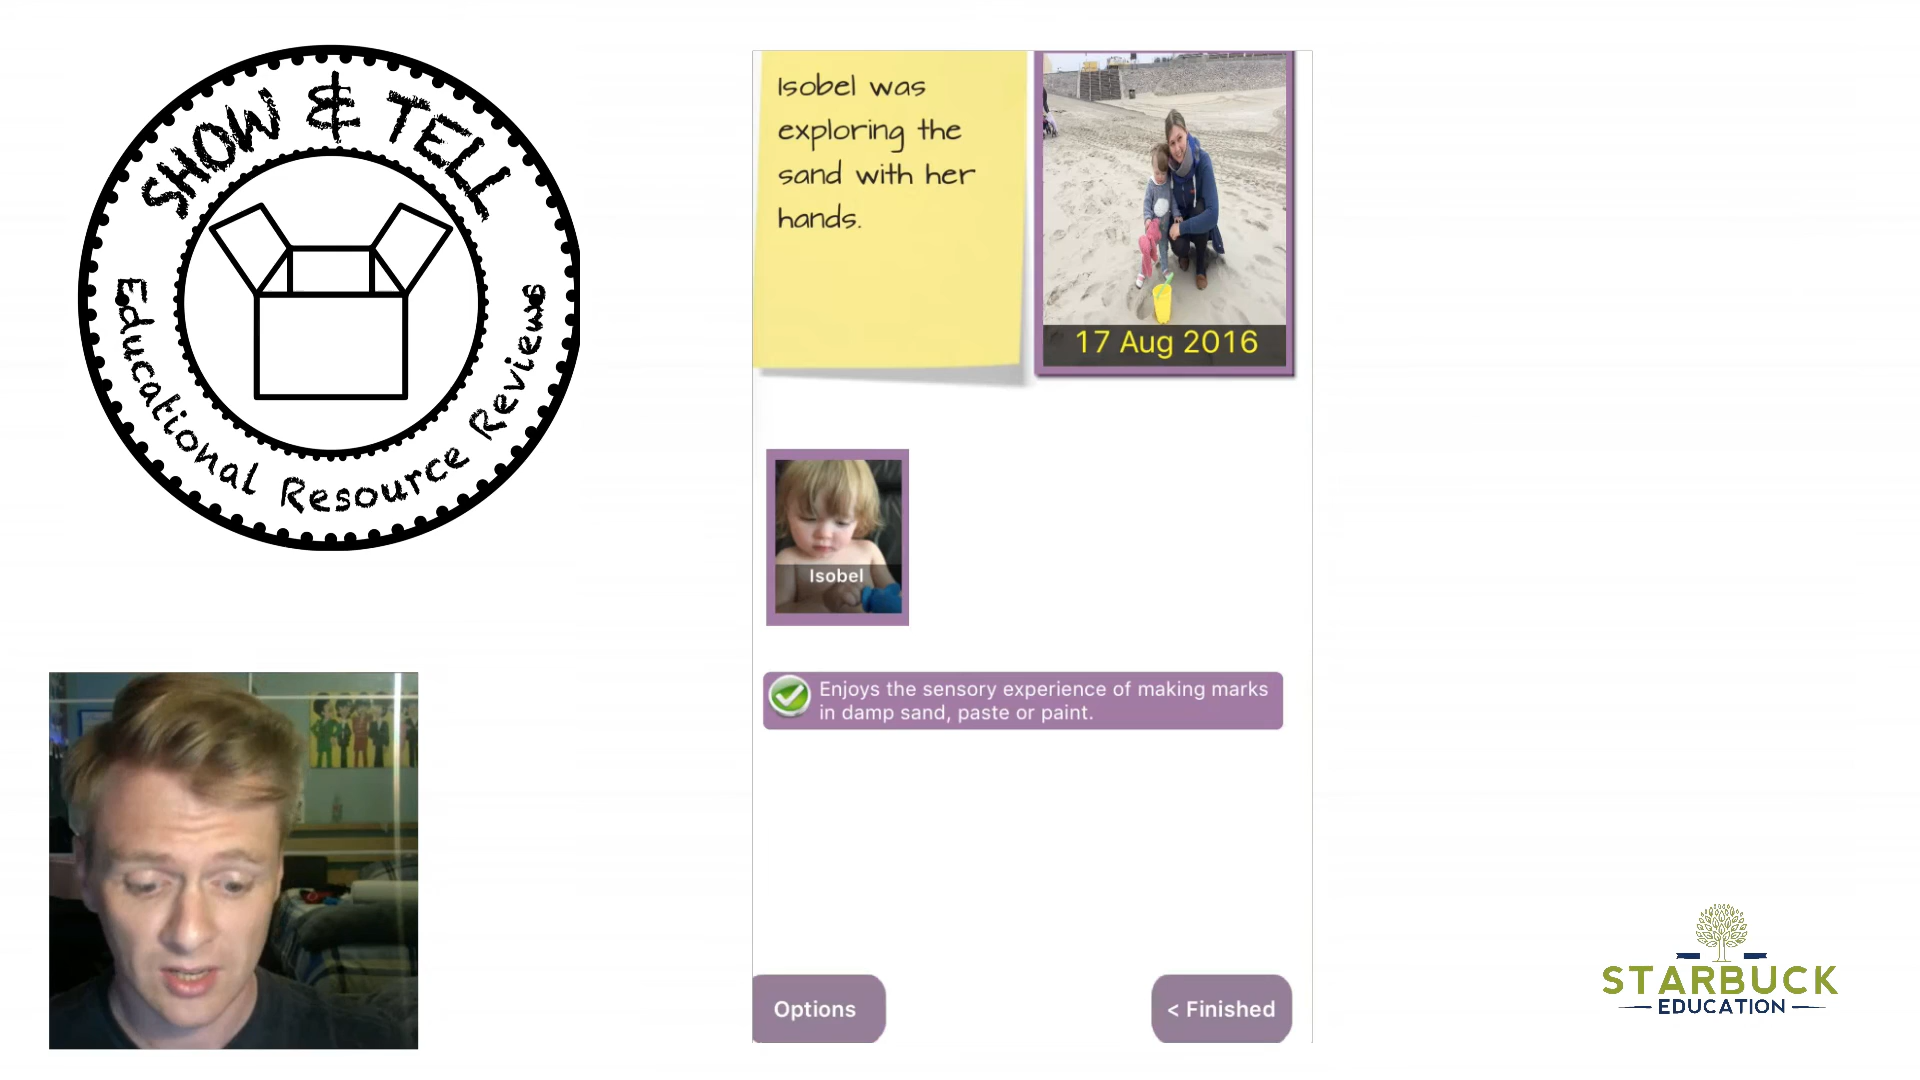 SHOW & TELL
Educational Resource Reviews
Isobel was
exploring the
sand with her
hands.
17 Aug 2016
Isobel
Enjoys the sensory experience of making marks
in damp sand, paste or paint.
Options
< Finished
STARBUCK
EDUCATION